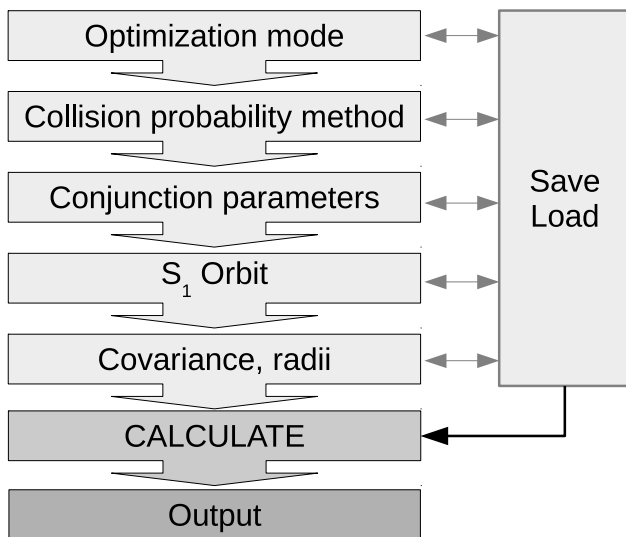 Optimization mode
Collision probability method
Conjunction parameters
S₁ Orbit
Covariance, radii
CALCULATE
Output
Save
Load